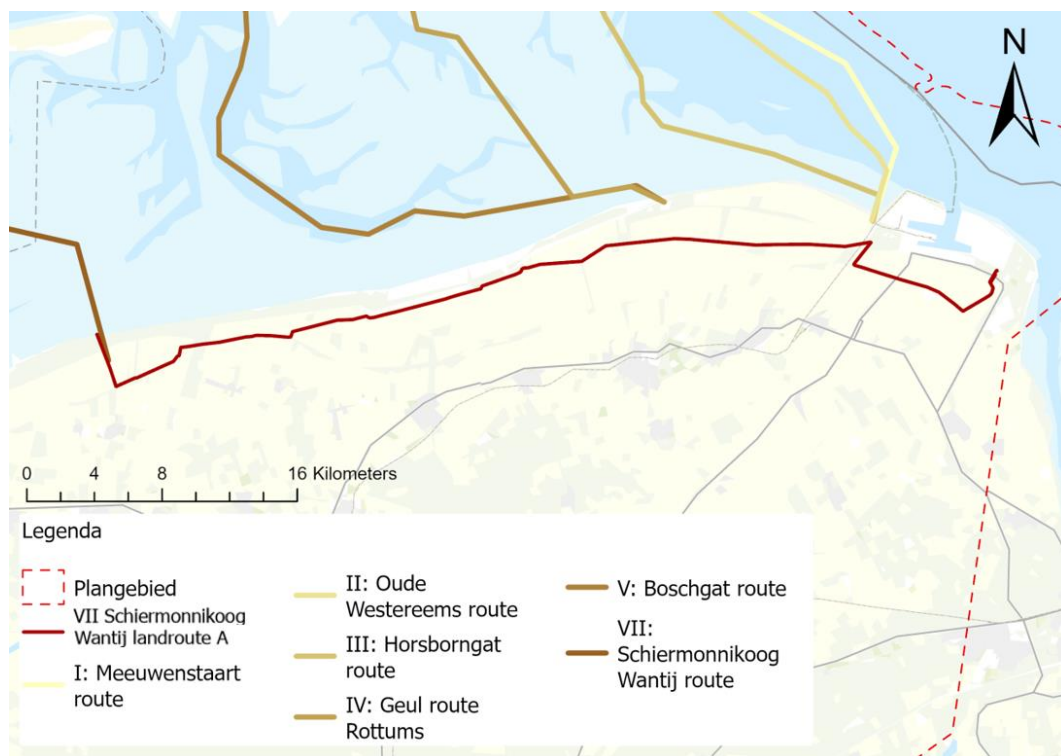 N
0 4 8 16 Kilometers
Legenda
Plangebied
VII Schiermonnikoog
Wantij landroute A
I: Meeuwenstaart
route
II: Oude
Westereems route
III: Horsborngat
route
IV: Geul route
Rottums
V: Boschgat route
VII:
Schiermonnikoog
Wantij route